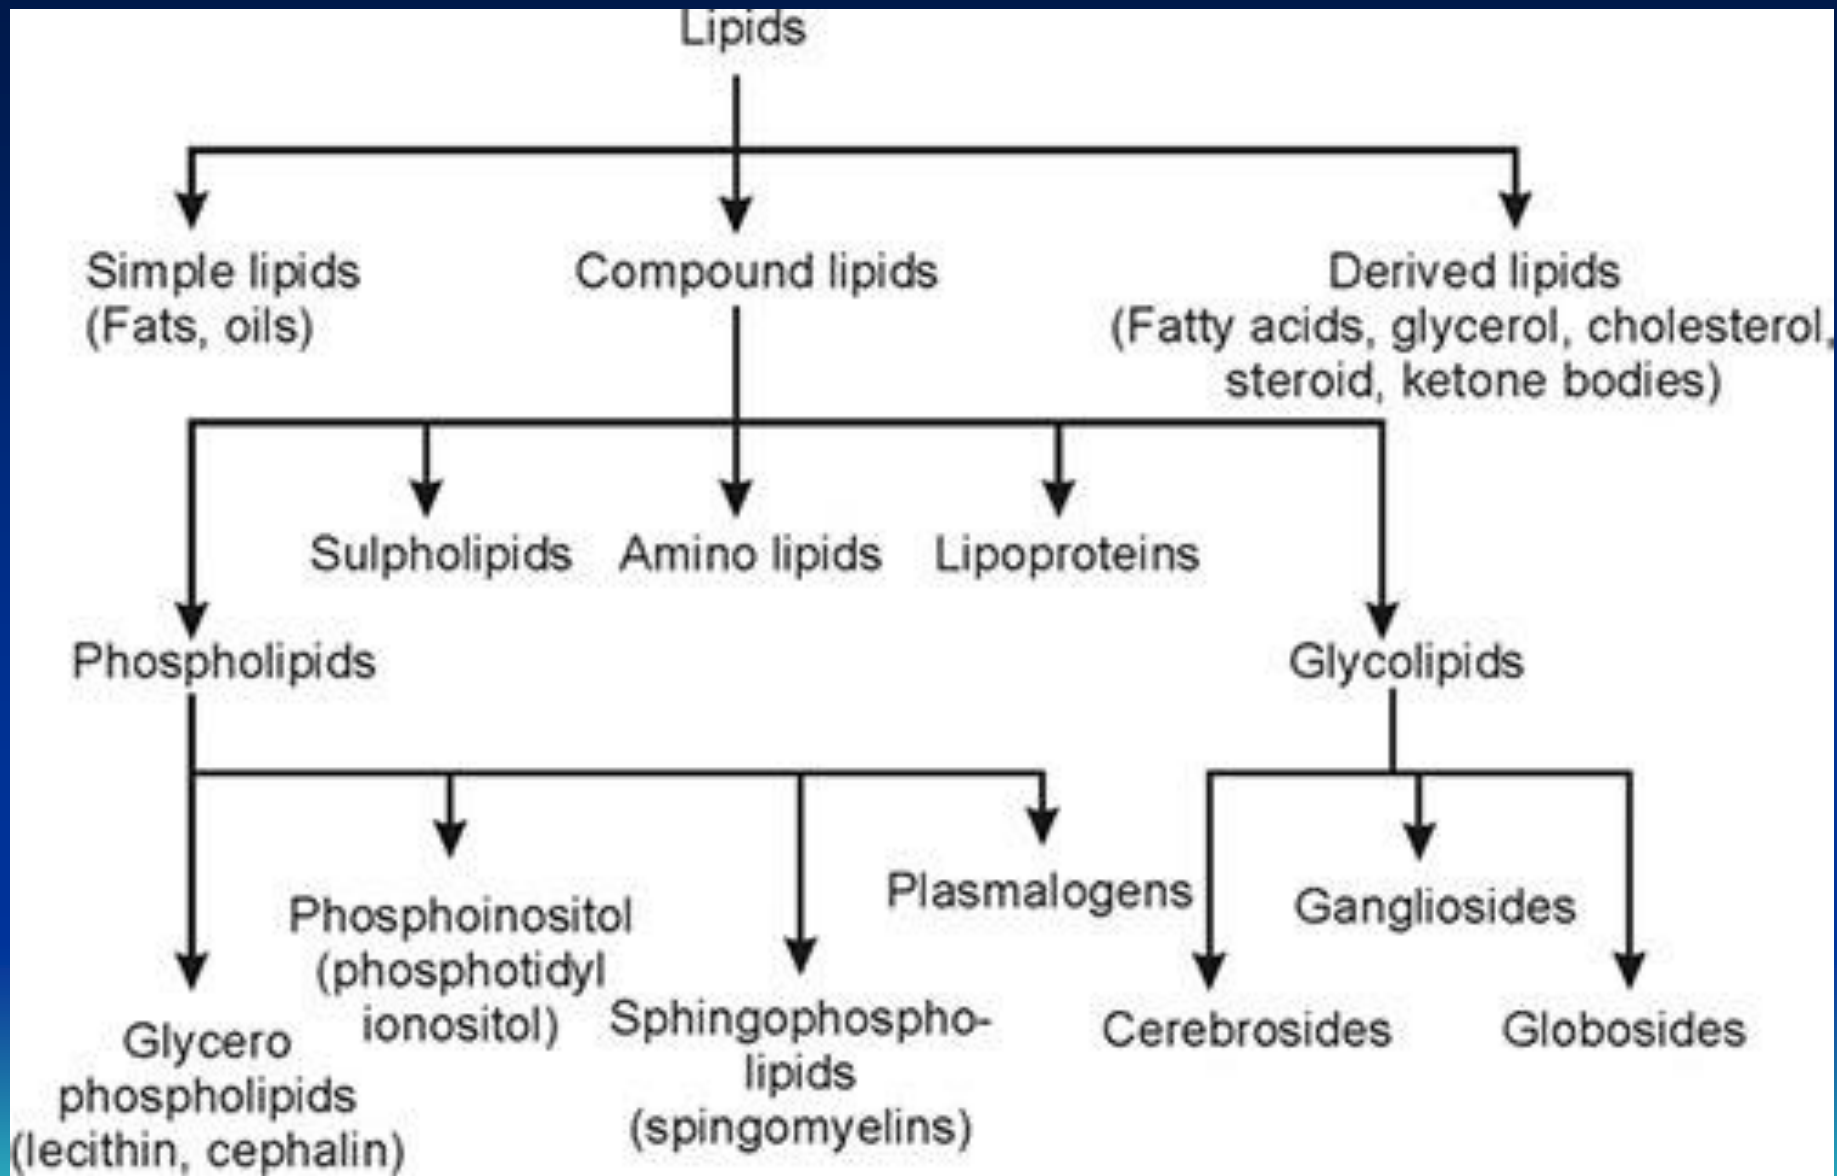 Lipids
Simple lipids
(Fats, oils)
Compound lipids
Derived lipids
(Fatty acids, glycerol, cholesterol,
steroid, ketone bodies)
Sulpholipids
Amino lipids
Lipoproteins
Phospholipids
Glycolipids
Glycero
phospholipids
(lecithin, cephalin)
Phosphoinositol
(phosphotidyl
ionositol)
Sphingophospho-
lipids
(spingomyelins)
Plasmalogens
Cerebrosides
Gangliosides
Globosides